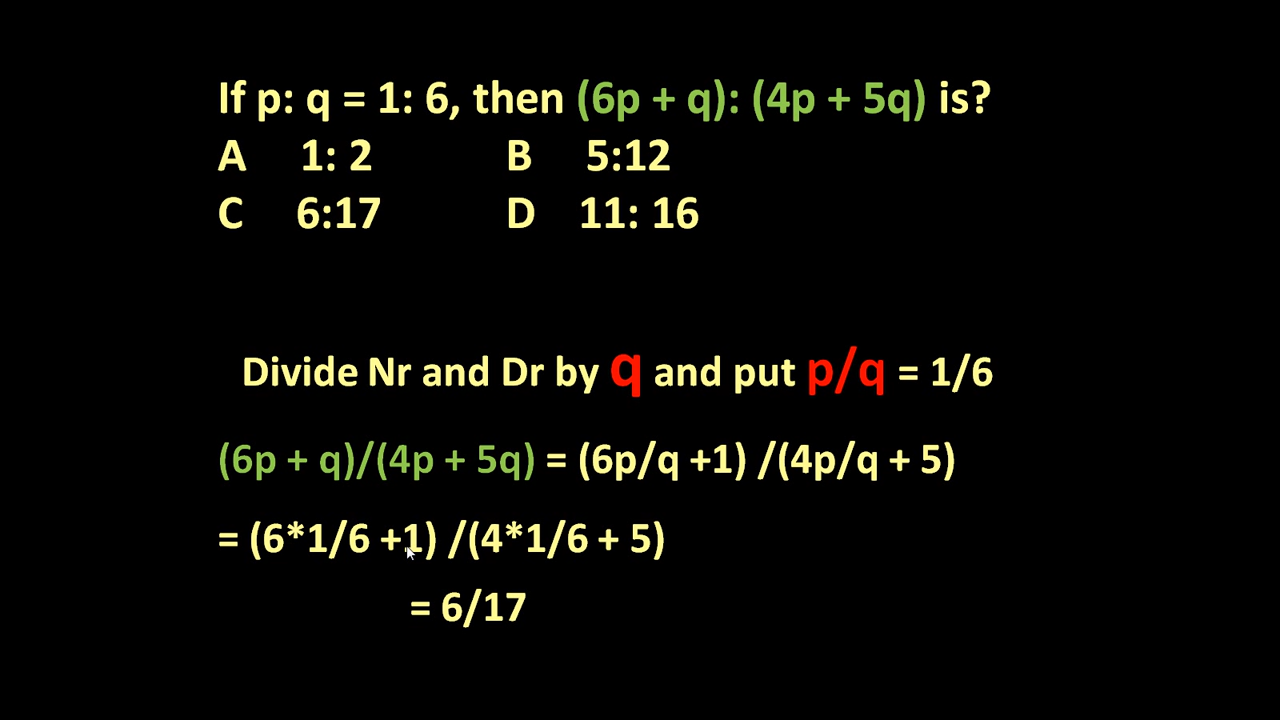 If p: q = 1: 6, then (6p + q): (4p + 5q) is?
A 1: 2 B 5:12
C 6:17 D 11: 16
Divide Nr and Dr by q and put p/q = 1/6
(6p + q)/(4p + 5q) = (6p/q +1) /(4p/q + 5)
= (6*1/6 +1) /(4*1/6 + 5)
= 6/17